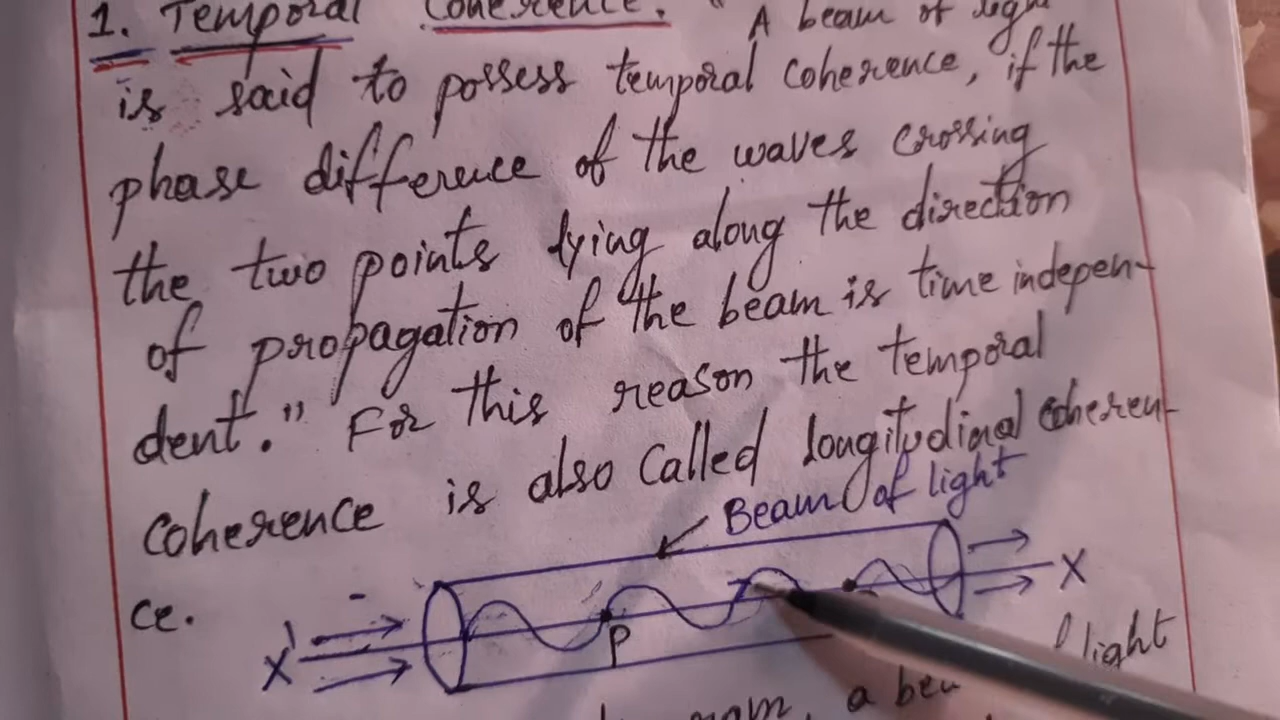 1. Temporal Coherence. " A beam of light
is said to possess temporal coherence, if the
phase difference of the waves crossing
the two points lying along the direction
of propagation of the beam is time indepen-
dent." For this reason the temporal
coherence is also called longitudinal coheren-
ce.
Beam of light
X'
P
X
light
a bea